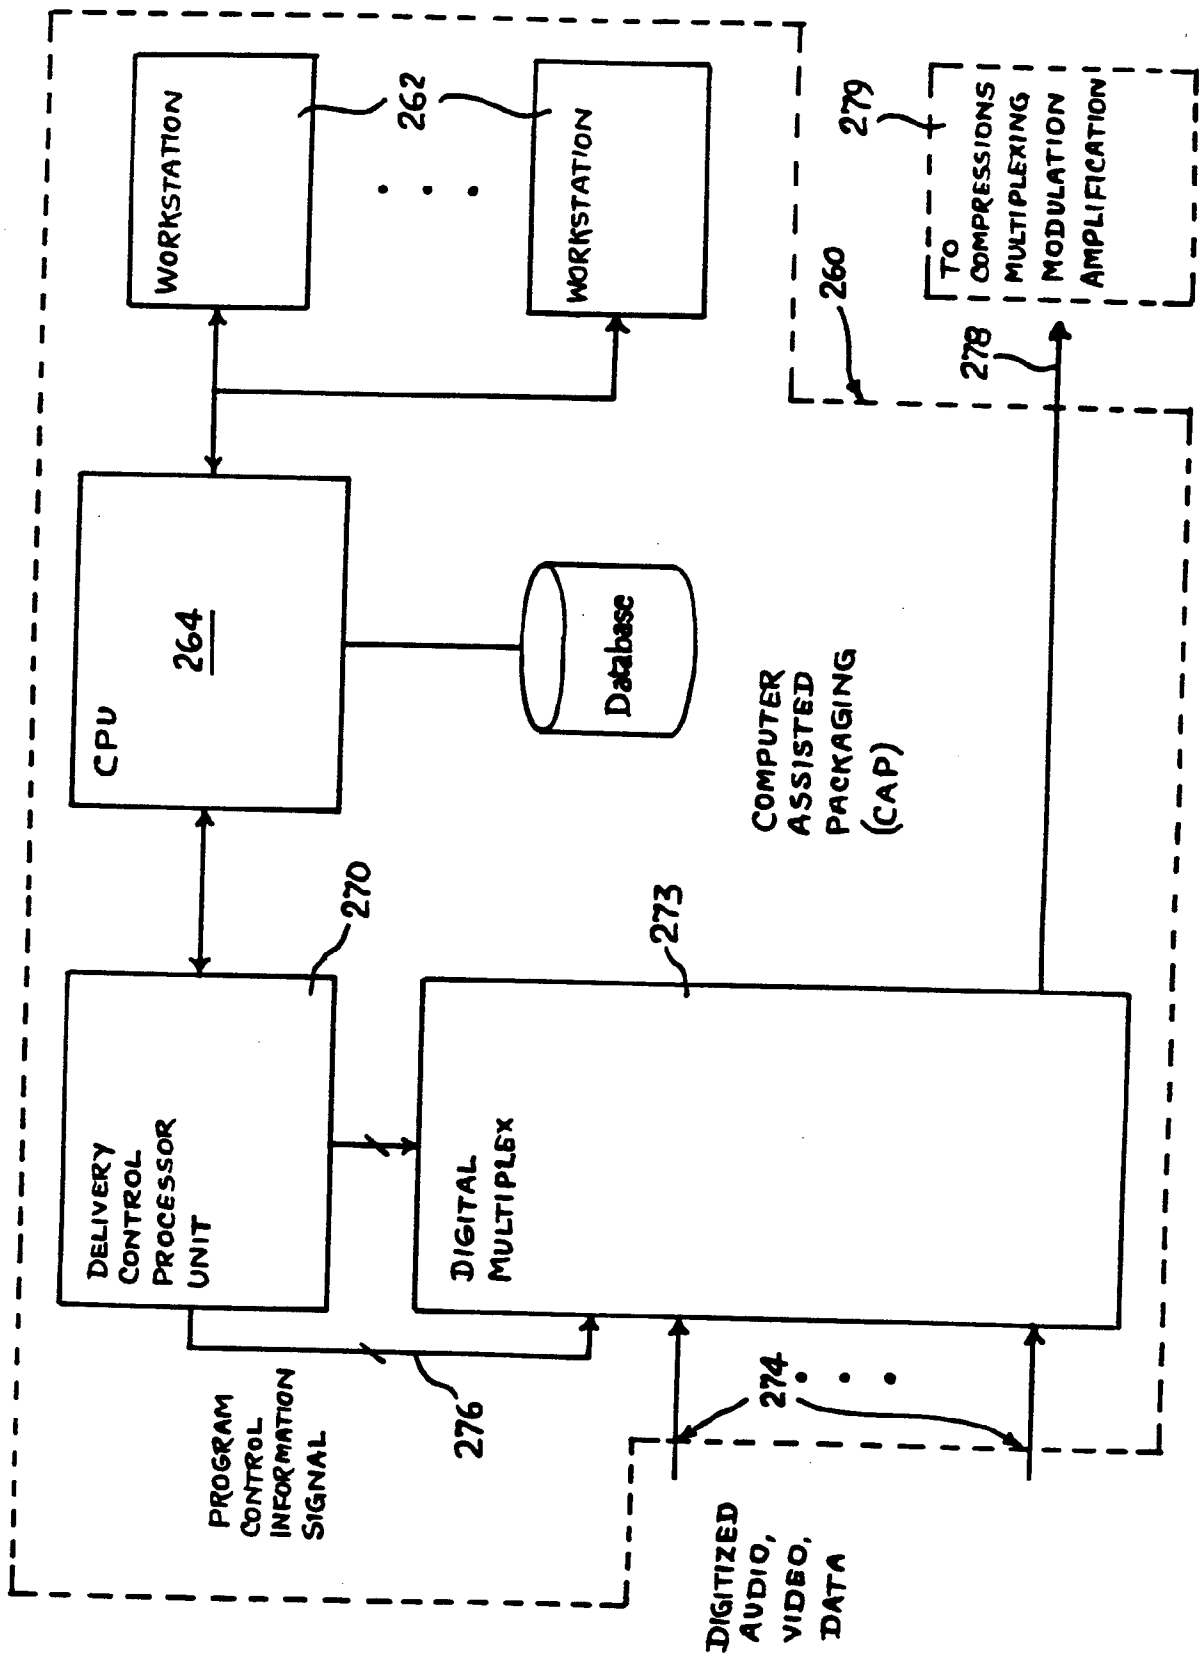 DELIVERY
CONTROL
PROCESSOR
UNIT
270
CPU
264
WORKSTATION
262
WORKSTATION
Database
PROGRAM
CONTROL
INFORMATION
SIGNAL
276
DIGITAL
MULTIPLEX
273
COMPUTER
ASSISTED
PACKAGING
(CAP)
260
274
DIGITIZED
AUDIO,
VIDEO,
DATA
278
279
TO
COMPRESSIONS
MULTIPLEXING
MODULATION
AMPLIFICATION